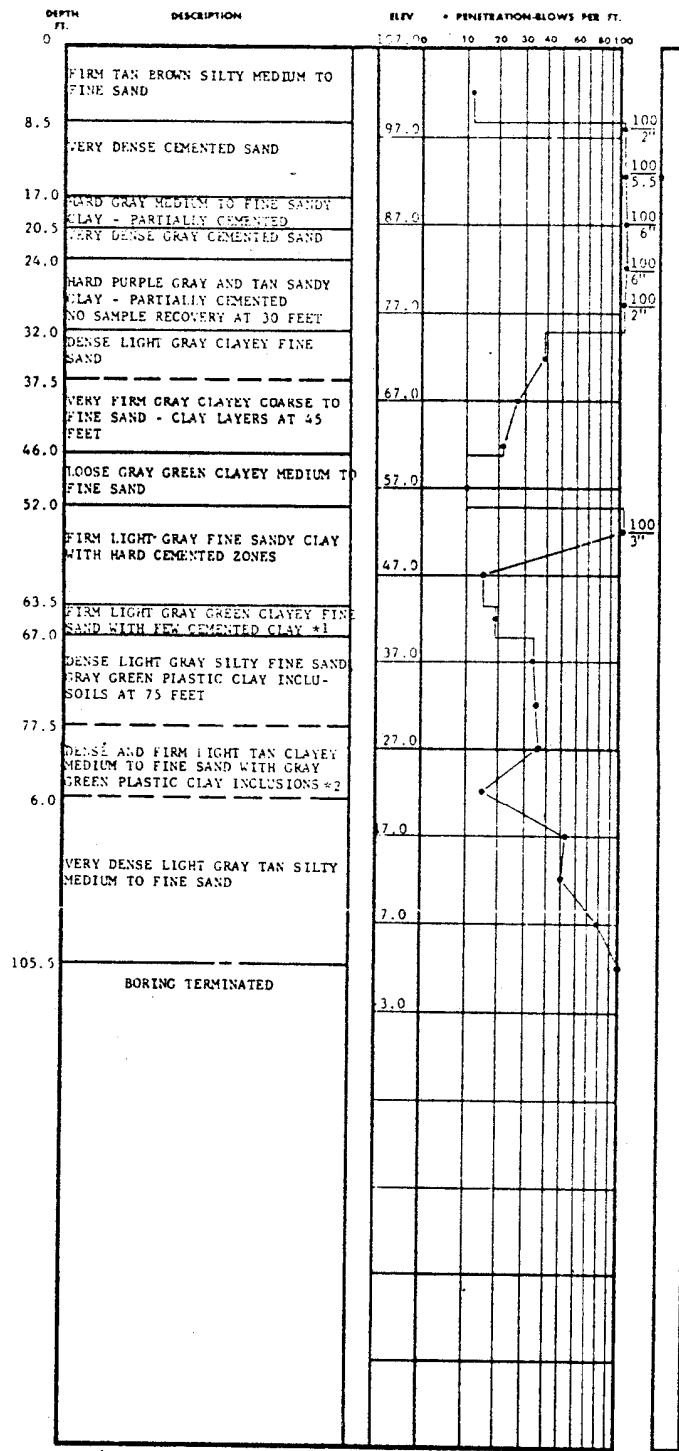 DEPTH FT. DESCRIPTION ELEV • PENETRATION-BLOWS PER FT.
0 107.0 0 10 20 30 40 60 80 100
FIRM TAN BROWN SILTY MEDIUM TO
FINE SAND
8.5
97.0
100
2"
VERY DENSE CEMENTED SAND
100
5.5
17.0
HARD GRAY MEDIUM TO FINE SANDY
CLAY - PARTIALLY CEMENTED
87.0
100
6"
20.5
VERY DENSE GRAY CEMENTED SAND
24.0
100
6"
HARD PURPLE GRAY AND TAN SANDY
CLAY - PARTIALLY CEMENTED
NO SAMPLE RECOVERY AT 30 FEET
100
2"
77.0
32.0
DENSE LIGHT GRAY CLAYEY FINE
SAND
37.5
VERY FIRM GRAY CLAYEY COARSE TO
FINE SAND - CLAY LAYERS AT 45
FEET
67.0
46.0
LOOSE GRAY GREEN CLAYEY MEDIUM TO
FINE SAND
57.0
52.0
100
3"
FIRM LIGHT GRAY FINE SANDY CLAY
WITH HARD CEMENTED ZONES
47.0
63.5
FIRM LIGHT GRAY GREEN CLAYEY FINE
SAND WITH FEW CEMENTED CLAY *1
67.0
DENSE LIGHT GRAY SILTY FINE SAND
GRAY GREEN PLASTIC CLAY INCLU-
SOILS AT 75 FEET
37.0
77.5
27.0
DENSE AND FIRM LIGHT TAN CLAYEY
MEDIUM TO FINE SAND WITH GRAY
GREEN PLASTIC CLAY INCLUSIONS *2
6.0
17.0
VERY DENSE LIGHT GRAY TAN SILTY
MEDIUM TO FINE SAND
7.0
105.5
BORING TERMINATED
3.0